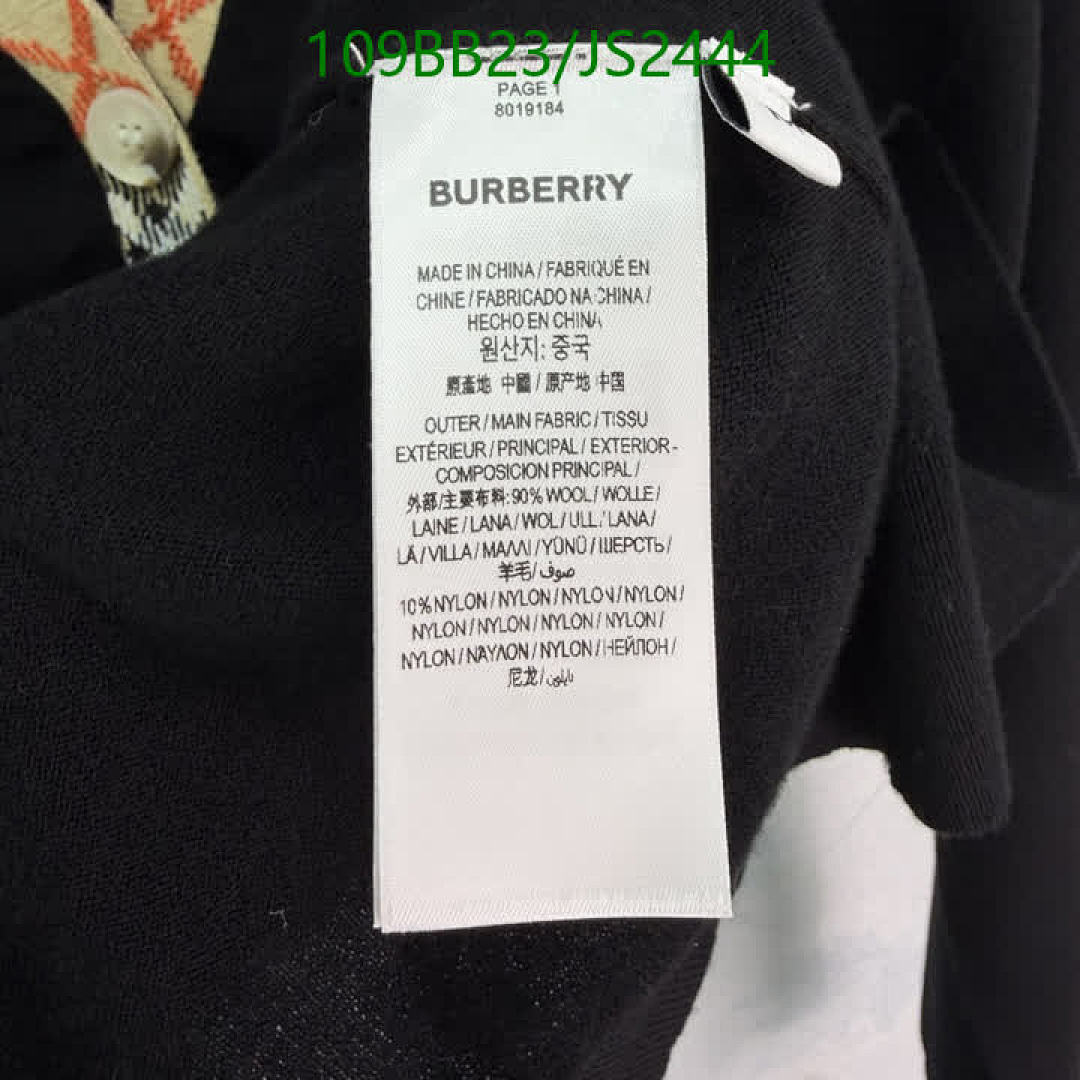 109BB23/JS2444
PAGE 1
8019184
BURBERRY
MADE IN CHINA / FABRIQUÉ EN
CHINE / FABRICADO NA CHINA /
HECHO EN CHINA
원산지: 중국
原產地 中國 / 原产地 中国
OUTER / MAIN FABRIC / TISSU
EXTÉRIEUR / PRINCIPAL / EXTERIOR-
COMPOSICION PRINCIPAL /
外部/主要布料: 90% WOOL / WOLLE /
LAINE / LANA / WOL / ULL / LANA /
LÃ / VILLA / ΜΑΛΛΙ / YÜNÜ / ШЕРСТЬ /
羊毛 / صوف
10% NYLON / NYLON / NYLON / NYLON /
NYLON / NYLON / NYLON / NYLON /
NYLON / ΝΑΥΛΟΝ / NYLON / НЕЙЛОН /
尼龙 / نايلون